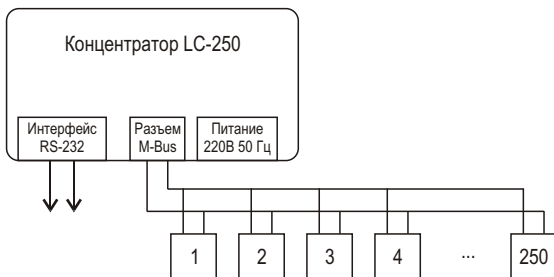 Концентратор LC-250
Интерфейс
RS-232
Разъем
M-Bus
Питание
220В 50 Гц
1 2 3 4 ... 250